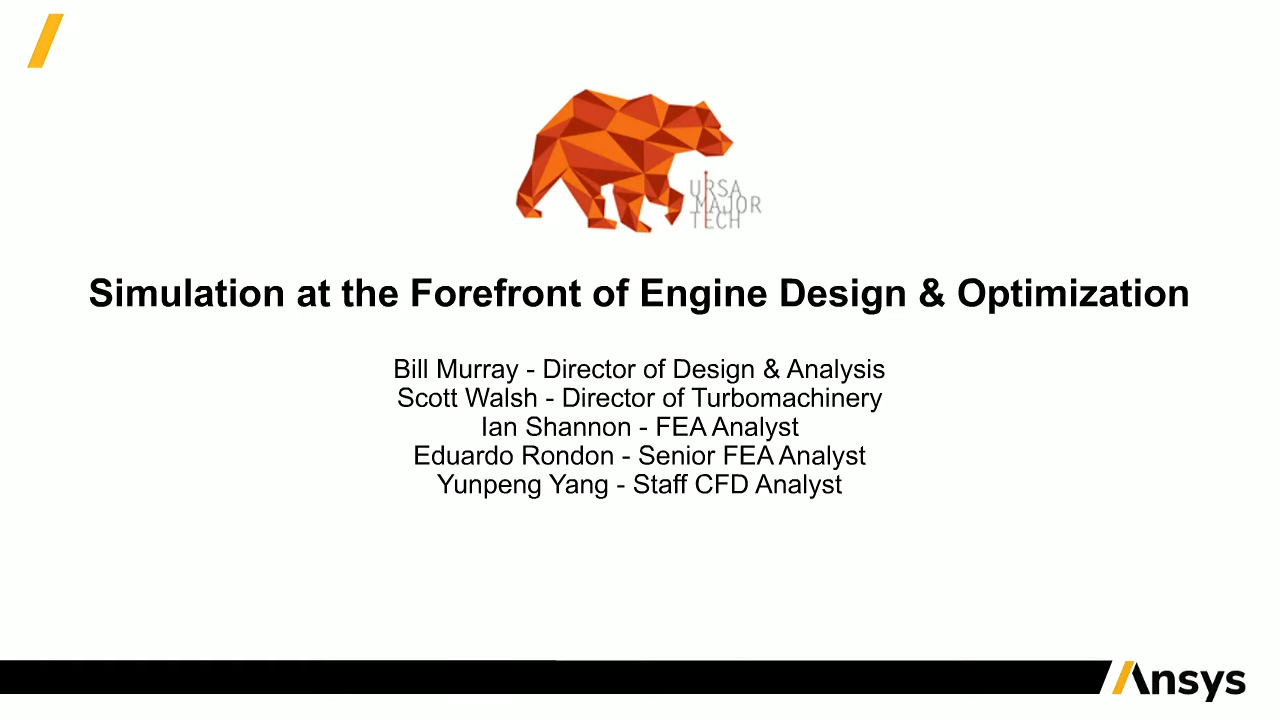 URSA
MAJOR
TECH
Simulation at the Forefront of Engine Design & Optimization
Bill Murray - Director of Design & Analysis
Scott Walsh - Director of Turbomachinery
Ian Shannon - FEA Analyst
Eduardo Rondon - Senior FEA Analyst
Yunpeng Yang - Staff CFD Analyst
Ansys